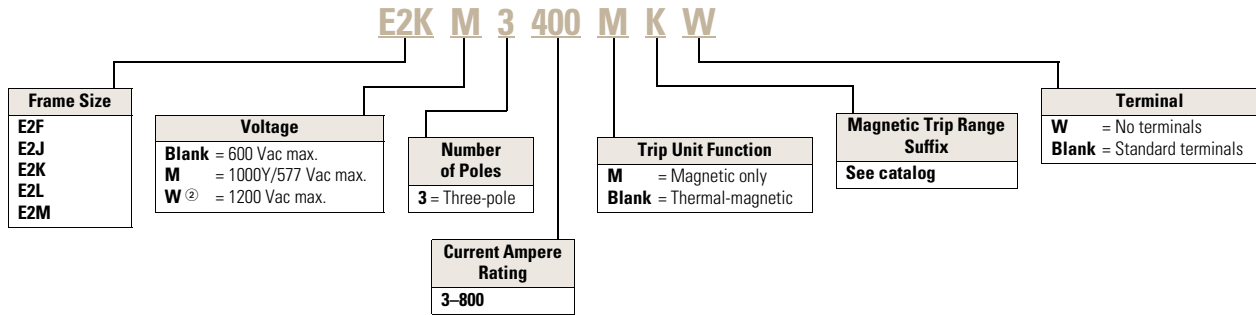 E2K M 3 400 M K W
Frame Size
E2F
E2J
E2K
E2L
E2M
Voltage
Blank = 600 Vac max.
M = 1000Y/577 Vac max.
W ② = 1200 Vac max.
Number
of Poles
3 = Three-pole
Current Ampere
Rating
3–800
Trip Unit Function
M = Magnetic only
Blank = Thermal-magnetic
Magnetic Trip Range
Suffix
See catalog
Terminal
W = No terminals
Blank = Standard terminals